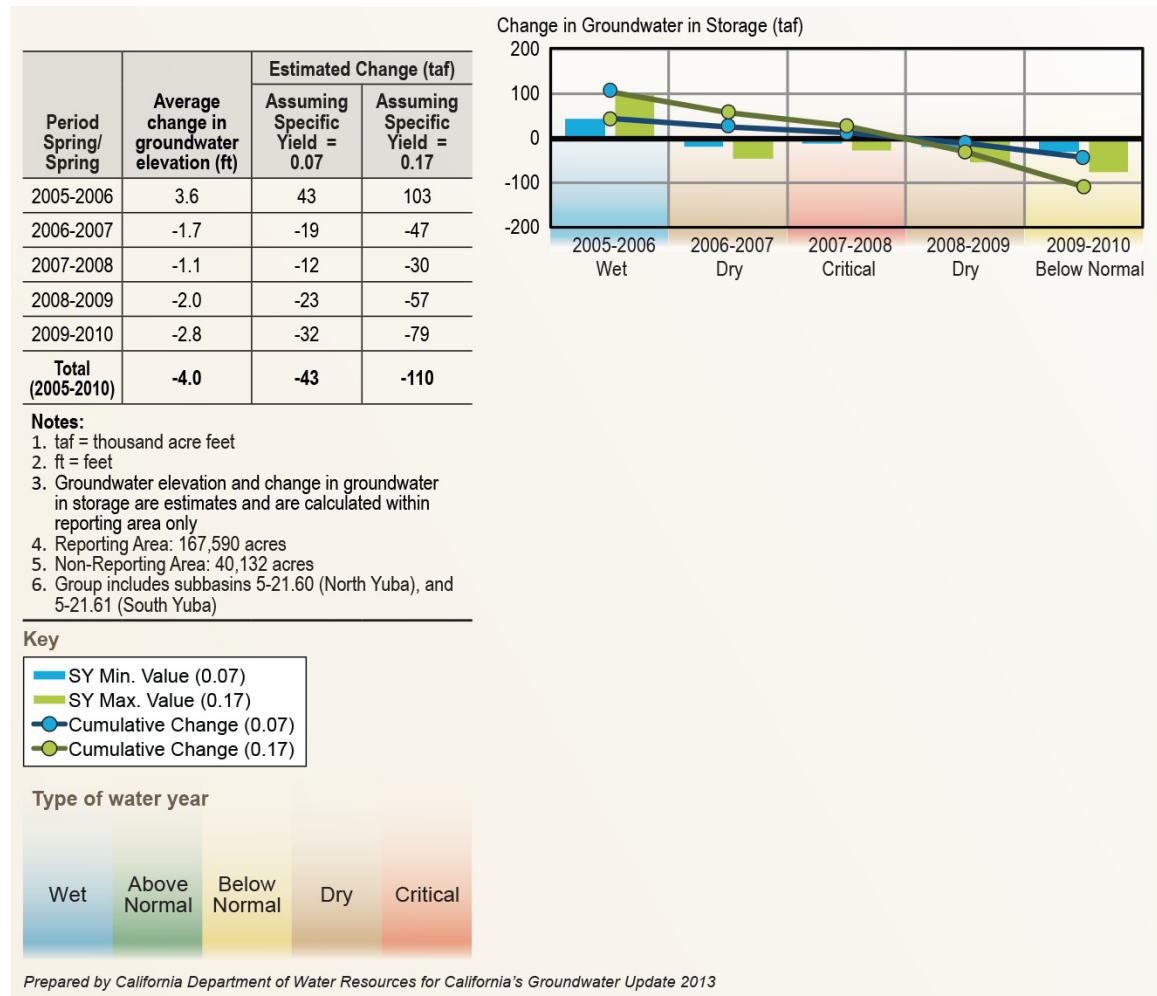 Period Spring/ Spring | Average change in groundwater elevation (ft) | Estimated Change (taf)
Assuming Specific Yield = 0.07 | Assuming Specific Yield = 0.17
2005-2006 | 3.6 | 43 | 103
2006-2007 | -1.7 | -19 | -47
2007-2008 | -1.1 | -12 | -30
2008-2009 | -2.0 | -23 | -57
2009-2010 | -2.8 | -32 | -79
Total (2005-2010) | -4.0 | -43 | -110
Notes:
1. taf = thousand acre feet
2. ft = feet
3. Groundwater elevation and change in groundwater
in storage are estimates and are calculated within
reporting area only
4. Reporting Area: 167,590 acres
5. Non-Reporting Area: 40,132 acres
6. Group includes subbasins 5-21.60 (North Yuba), and
5-21.61 (South Yuba)
Key
SY Min. Value (0.07)
SY Max. Value (0.17)
Cumulative Change (0.07)
Cumulative Change (0.17)
Type of water year
Wet
Above
Normal
Below
Normal
Dry
Critical
Change in Groundwater in Storage (taf)
200
100
0
-100
-200
2005-2006 2006-2007 2007-2008 2008-2009 2009-2010
Wet Dry Critical Dry Below Normal
Prepared by California Department of Water Resources for California's Groundwater Update 2013